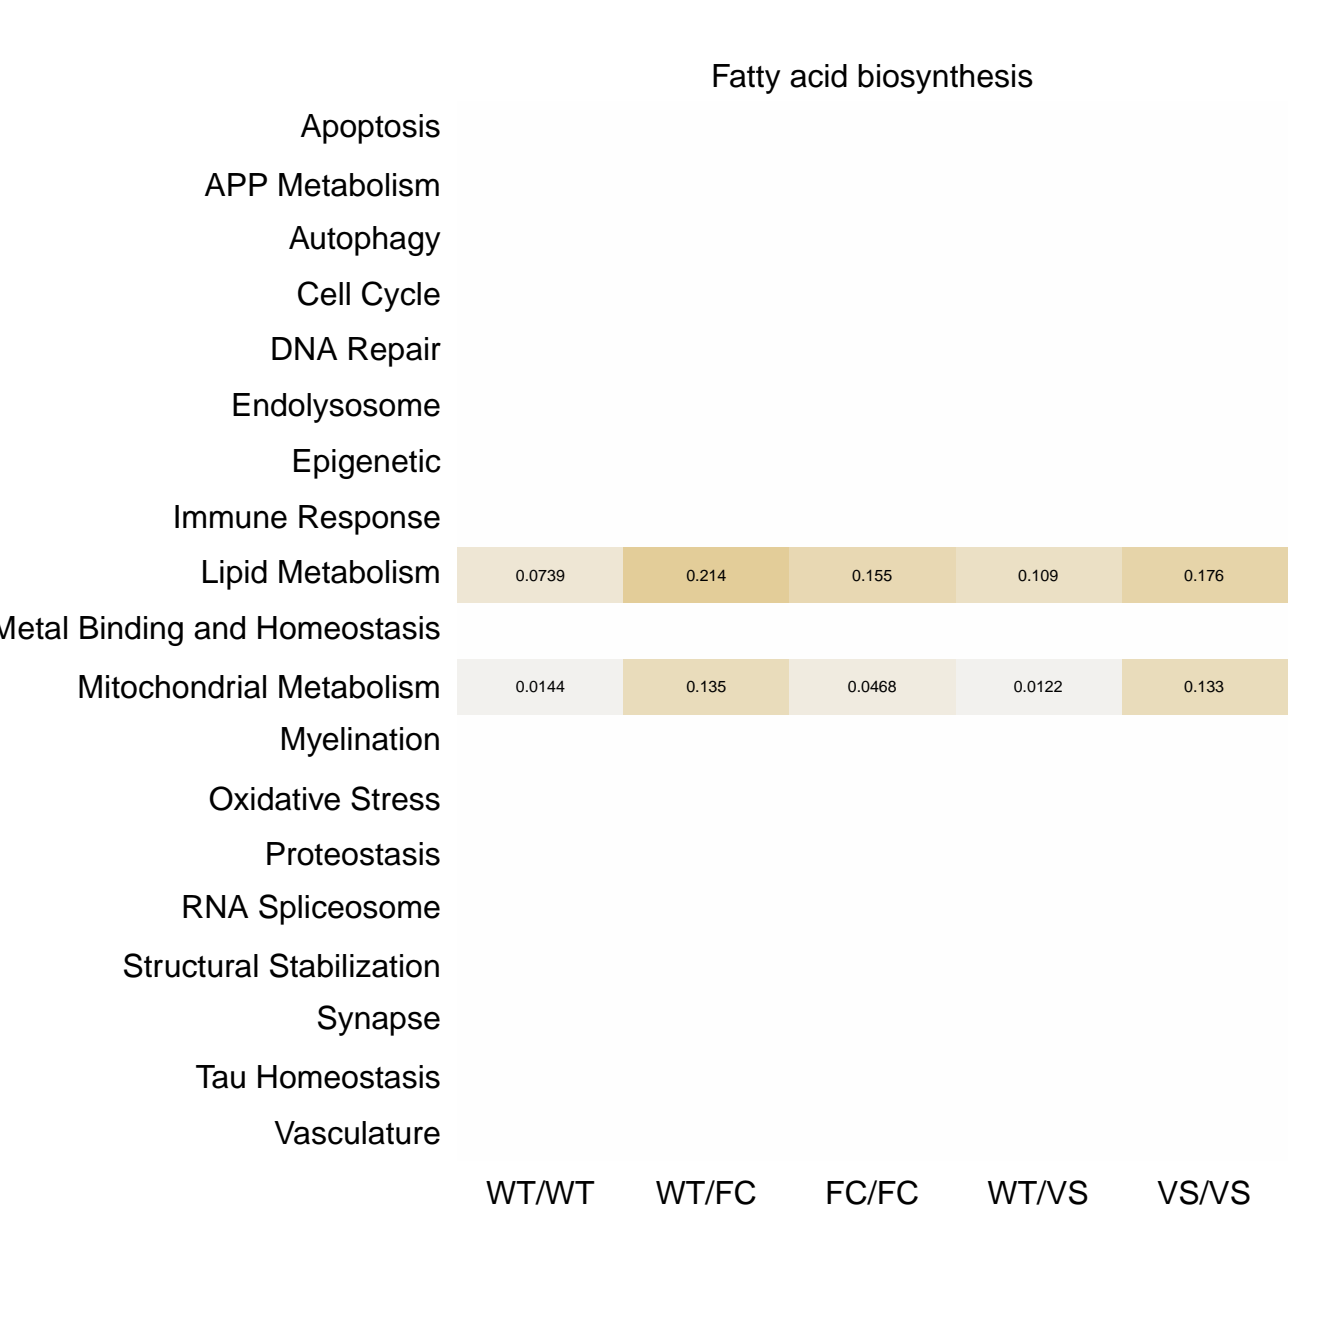 Fatty acid biosynthesis
Apoptosis
APP Metabolism
Autophagy
Cell Cycle
DNA Repair
Endolysosome
Epigenetic
Immune Response
Lipid Metabolism 0.0739 0.214 0.155 0.109 0.176
Metal Binding and Homeostasis
Mitochondrial Metabolism 0.0144 0.135 0.0468 0.0122 0.133
Myelination
Oxidative Stress
Proteostasis
RNA Spliceosome
Structural Stabilization
Synapse
Tau Homeostasis
Vasculature
WT/WT WT/FC FC/FC WT/VS VS/VS